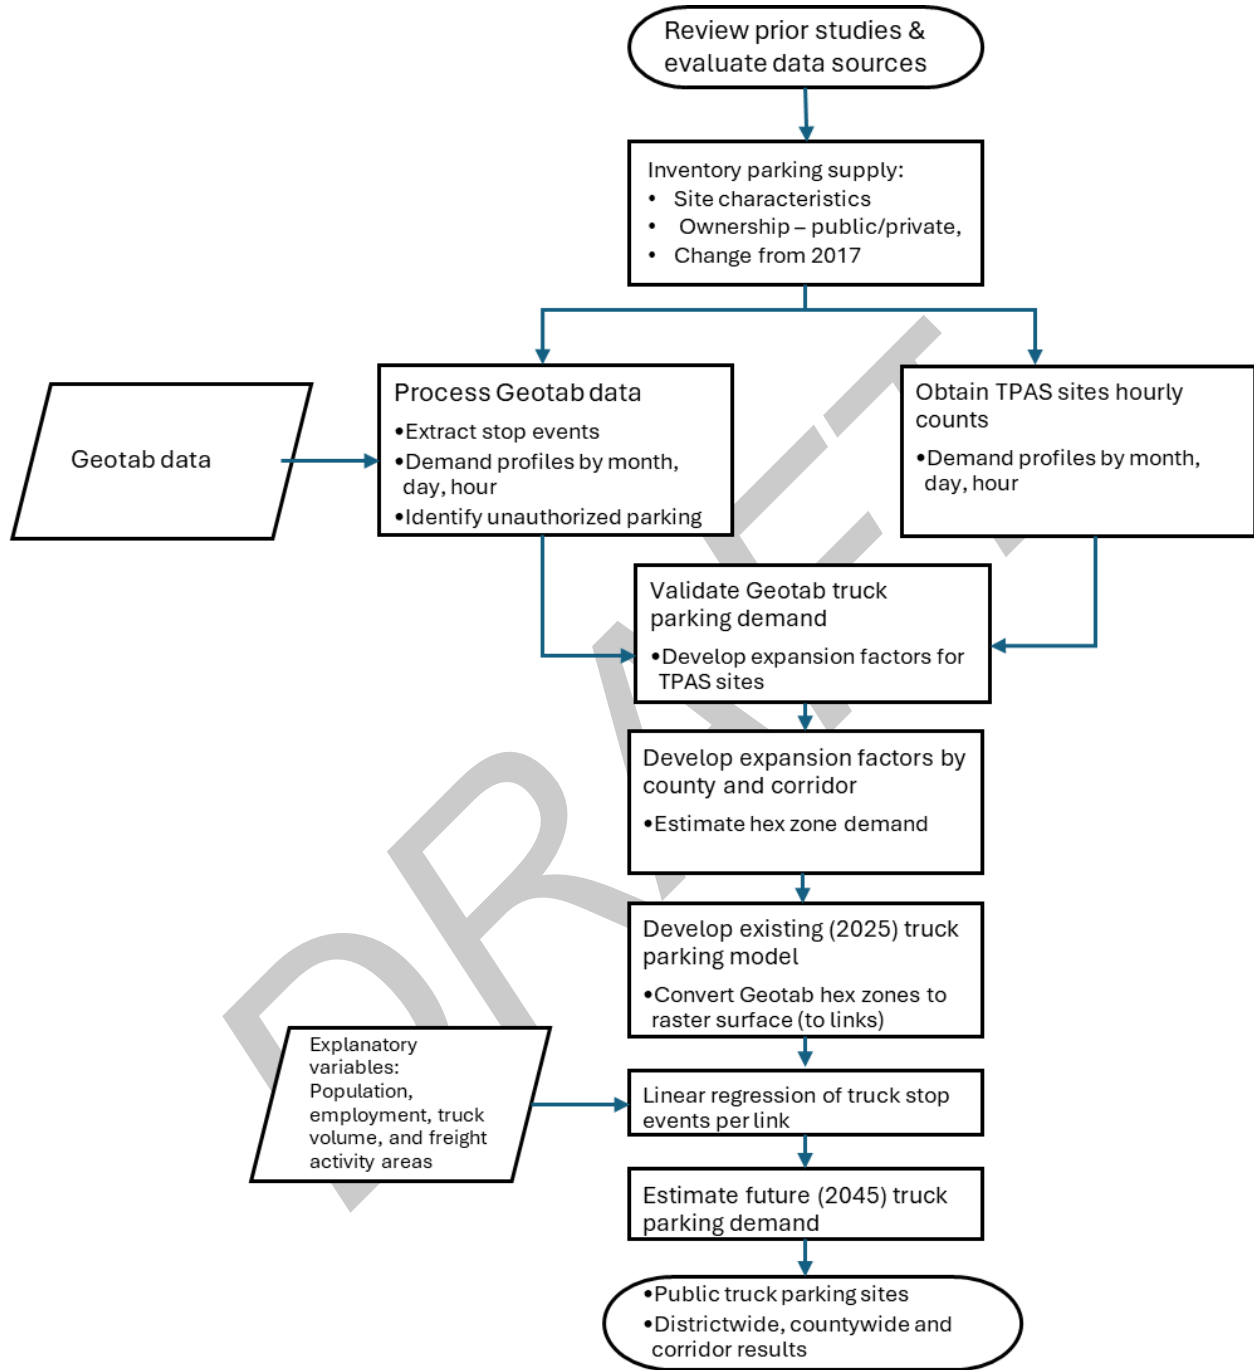 Review prior studies &
evaluate data sources
Inventory parking supply:
• Site characteristics
• Ownership – public/private,
• Change from 2017
Geotab data
Process Geotab data
•Extract stop events
•Demand profiles by month,
day, hour
•Identify unauthorized parking
Obtain TPAS sites hourly
counts
•Demand profiles by month,
day, hour
Validate Geotab truck
parking demand
•Develop expansion factors for
TPAS sites
Develop expansion factors by
county and corridor
•Estimate hex zone demand
Develop existing (2025) truck
parking model
•Convert Geotab hex zones to
raster surface (to links)
Explanatory
variables:
Population,
employment, truck
volume, and freight
activity areas
Linear regression of truck stop
events per link
Estimate future (2045) truck
parking demand
•Public truck parking sites
•Districtwide, countywide and
corridor results
DRAFT